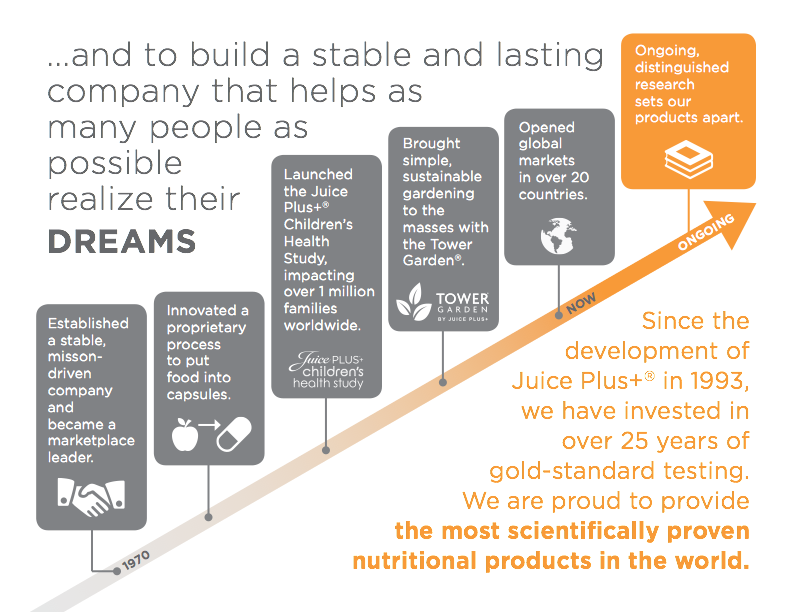 ...and to build a stable and lasting
company that helps as
many people as
possible
realize their
DREAMS
Established
a stable,
misson-
driven
company
and
became a
marketplace
leader.
1970
Innovated a
proprietary
process
to put
food into
capsules.
Launched
the Juice
Plus+®
Children's
Health
Study,
impacting
over 1 million
families
worldwide.
Juice PLUS+
children's
health study
Brought
simple,
sustainable
gardening
to the
masses with
the Tower
Garden®.
TOWER
GARDEN
BY JUICE PLUS+
Opened
global
markets
in over 20
countries.
NOW
Ongoing,
distinguished
research
sets our
products apart.
ONGOING
Since the
development of
Juice Plus+® in 1993,
we have invested in
over 25 years of
gold-standard testing.
We are proud to provide
the most scientifically proven
nutritional products in the world.